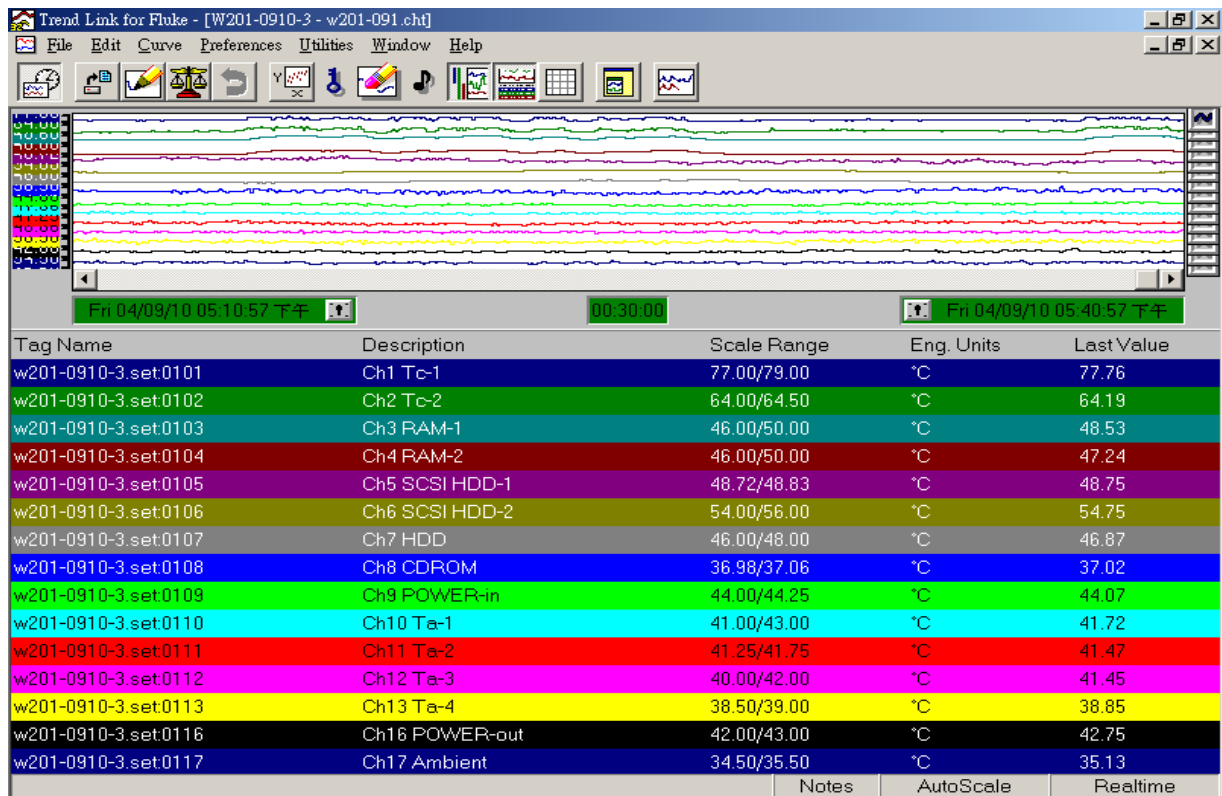 Trend Link for Fluke - [W201-0910-3 - w201-091.cht]
File Edit Curve Preferences Utilities Window Help
Fri 04/09/10 05:10:57 下午 00:30:00 Fri 04/09/10 05:40:57 下午
Tag Name Description Scale Range Eng. Units Last Value
w201-0910-3.set:0101 Ch1 Tc-1 77.00/79.00 °C 77.76
w201-0910-3.set:0102 Ch2 Tc-2 64.00/64.50 °C 64.19
w201-0910-3.set:0103 Ch3 RAM-1 46.00/50.00 °C 48.53
w201-0910-3.set:0104 Ch4 RAM-2 46.00/50.00 °C 47.24
w201-0910-3.set:0105 Ch5 SCSI HDD-1 48.72/48.83 °C 48.75
w201-0910-3.set:0106 Ch6 SCSI HDD-2 54.00/56.00 °C 54.75
w201-0910-3.set:0107 Ch7 HDD 46.00/48.00 °C 46.87
w201-0910-3.set:0108 Ch8 CDROM 36.98/37.06 °C 37.02
w201-0910-3.set:0109 Ch9 POWER-in 44.00/44.25 °C 44.07
w201-0910-3.set:0110 Ch10 Ta-1 41.00/43.00 °C 41.72
w201-0910-3.set:0111 Ch11 Ta-2 41.25/41.75 °C 41.47
w201-0910-3.set:0112 Ch12 Ta-3 40.00/42.00 °C 41.45
w201-0910-3.set:0113 Ch13 Ta-4 38.50/39.00 °C 38.85
w201-0910-3.set:0116 Ch16 POWER-out 42.00/43.00 °C 42.75
w201-0910-3.set:0117 Ch17 Ambient 34.50/35.50 °C 35.13
Notes AutoScale Realtime